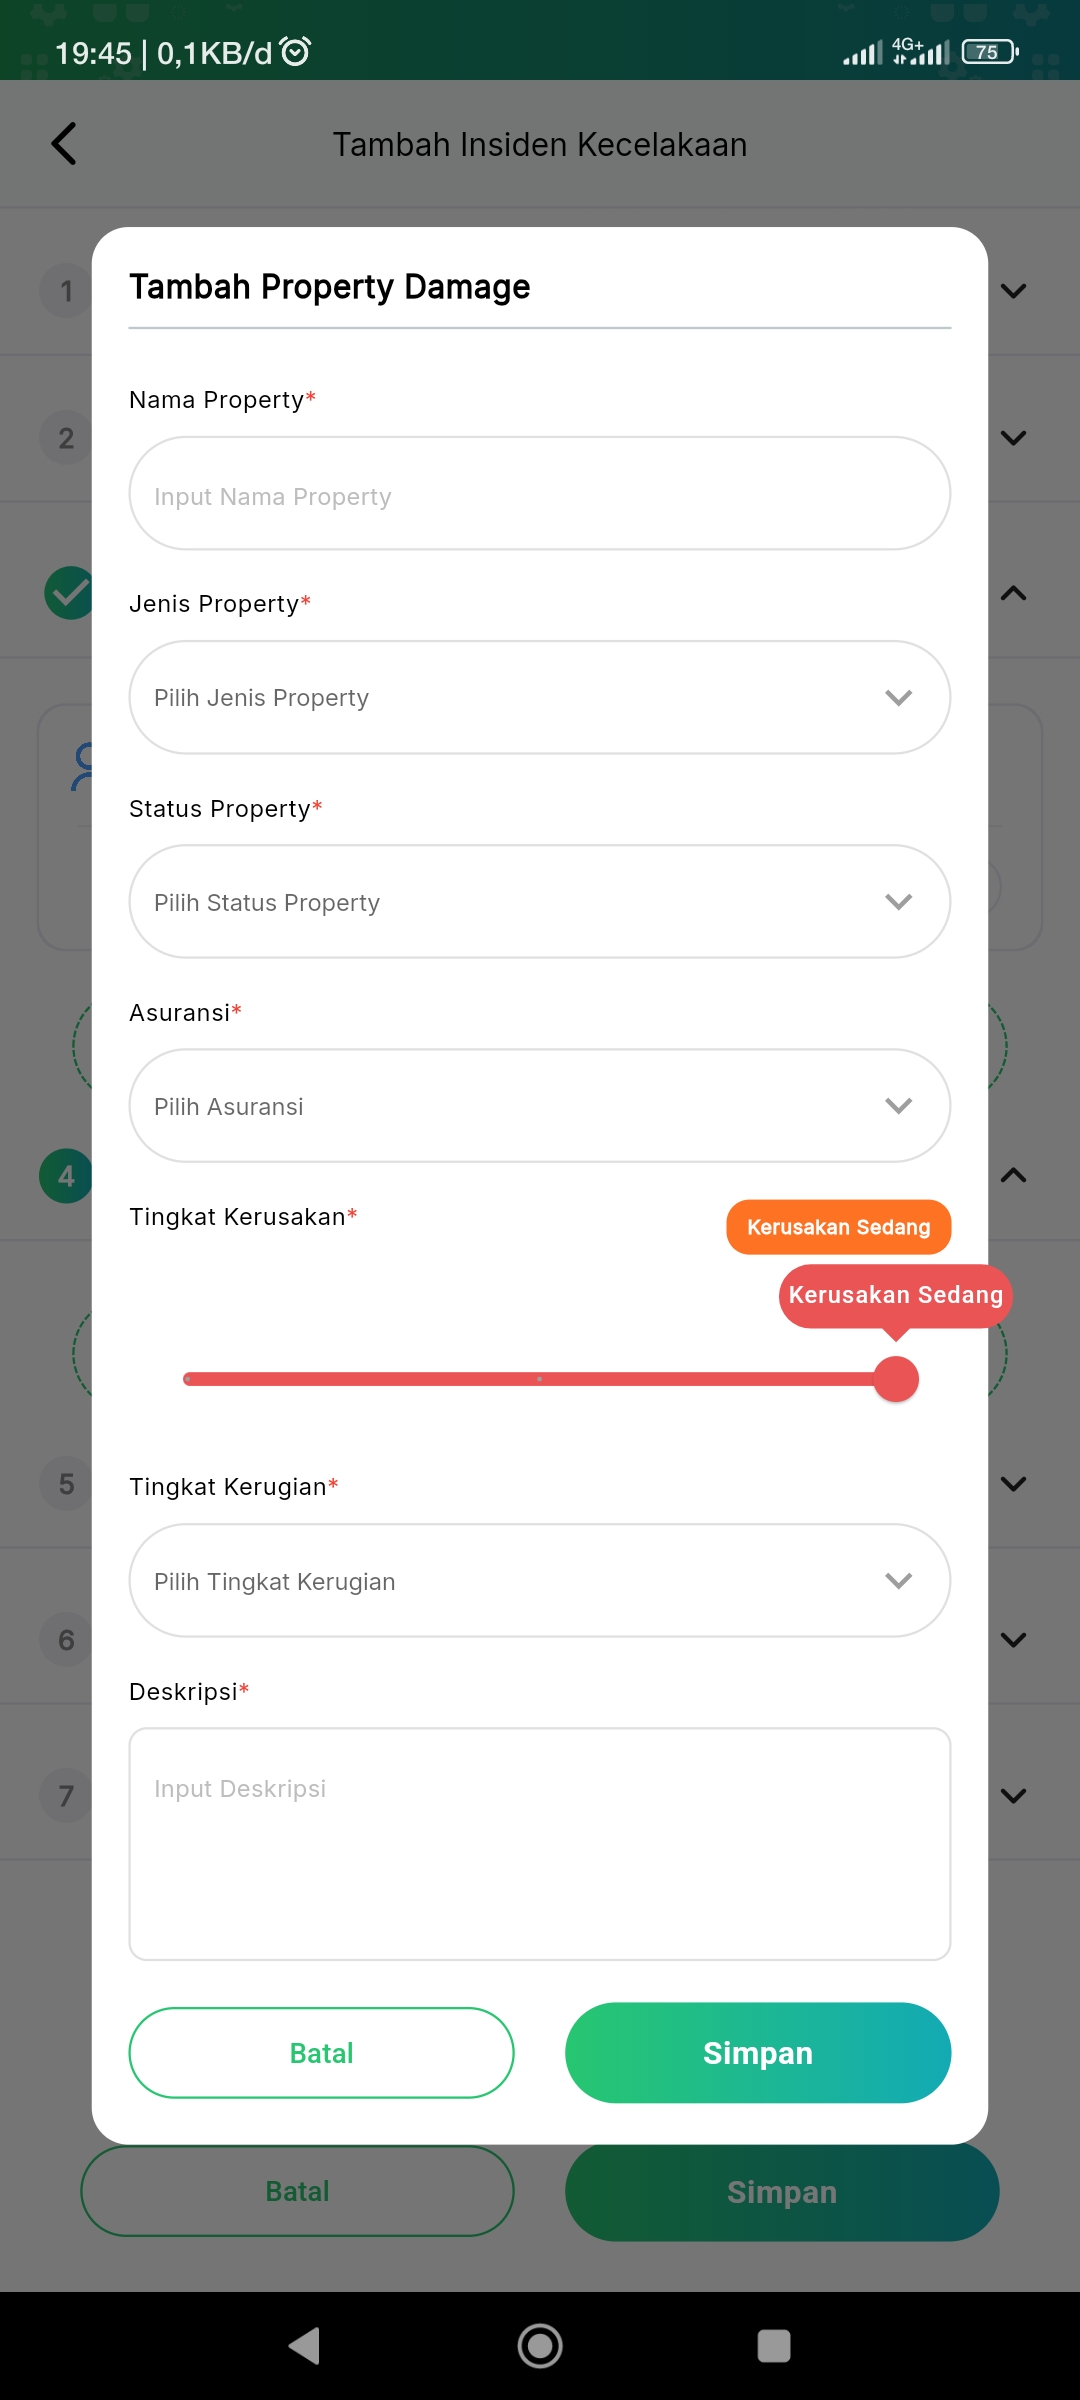 19:45 | 0,1KB/d
4G+
75
Tambah Insiden Kecelakaan
1
Tambah Property Damage
Nama Property*
2
Input Nama Property
Jenis Property*
Pilih Jenis Property
Status Property*
Pilih Status Property
Asuransi*
Pilih Asuransi
4
Tingkat Kerusakan*
Kerusakan Sedang
Kerusakan Sedang
5
Tingkat Kerugian*
Pilih Tingkat Kerugian
6
Deskripsi*
Input Deskripsi
7
Batal
Simpan
Batal
Simpan